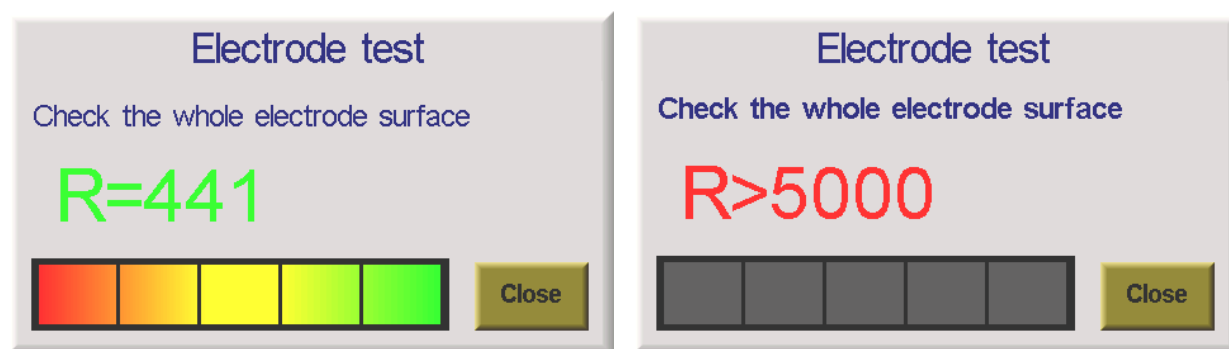 Electrode test
Check the whole electrode surface
R=441
Close
Electrode test
Check the whole electrode surface
R>5000
Close